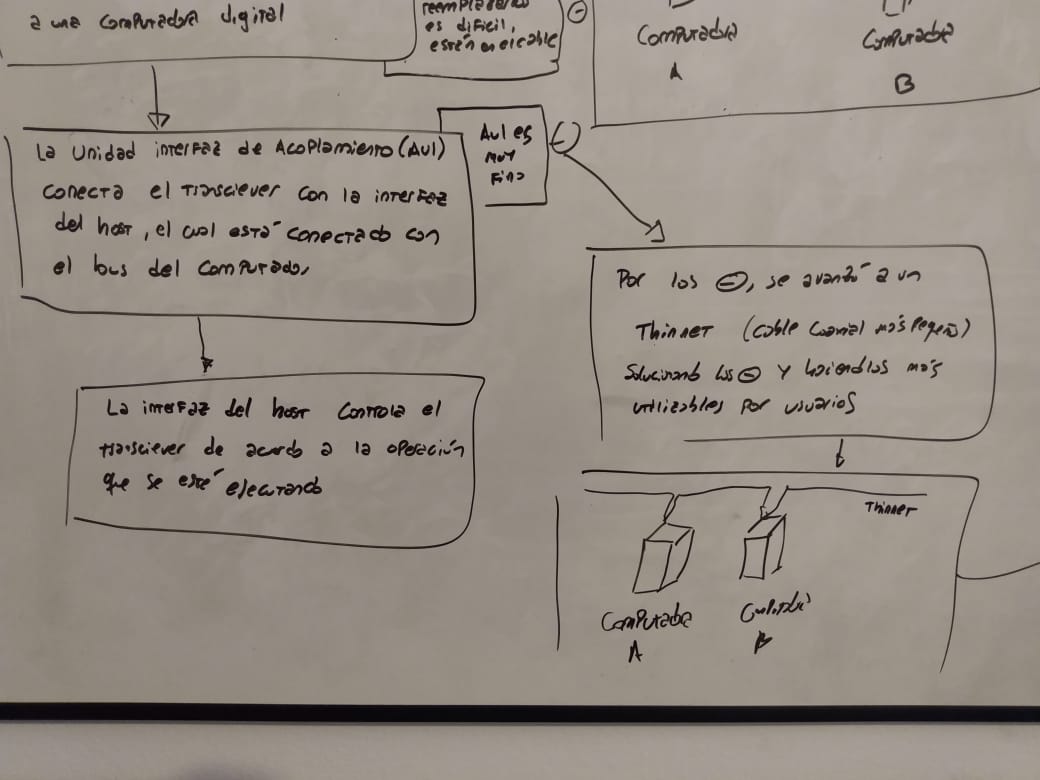 a una computadora digital
reemplazarlos
es dificil,
estén en el cable
⊖
Computadora
A
Computadora
B
La Unidad interfaz de Acoplamiento (AUI)
conecta el transciever con la interfaz
del host, el cual está conectado con
el bus del computador
AUI es
muy
Fino
⊖
La interfaz del host controla el
transciever de acuerdo a la operación
que se esté ejecutando
Por los ⊖, se avanzó a un
Thinnet (cable coaxial más pequeño)
Solucionando los ⊖ y haciendolos más
utilizables por usuarios
Thinnet
Computadora
A
Computadora
B